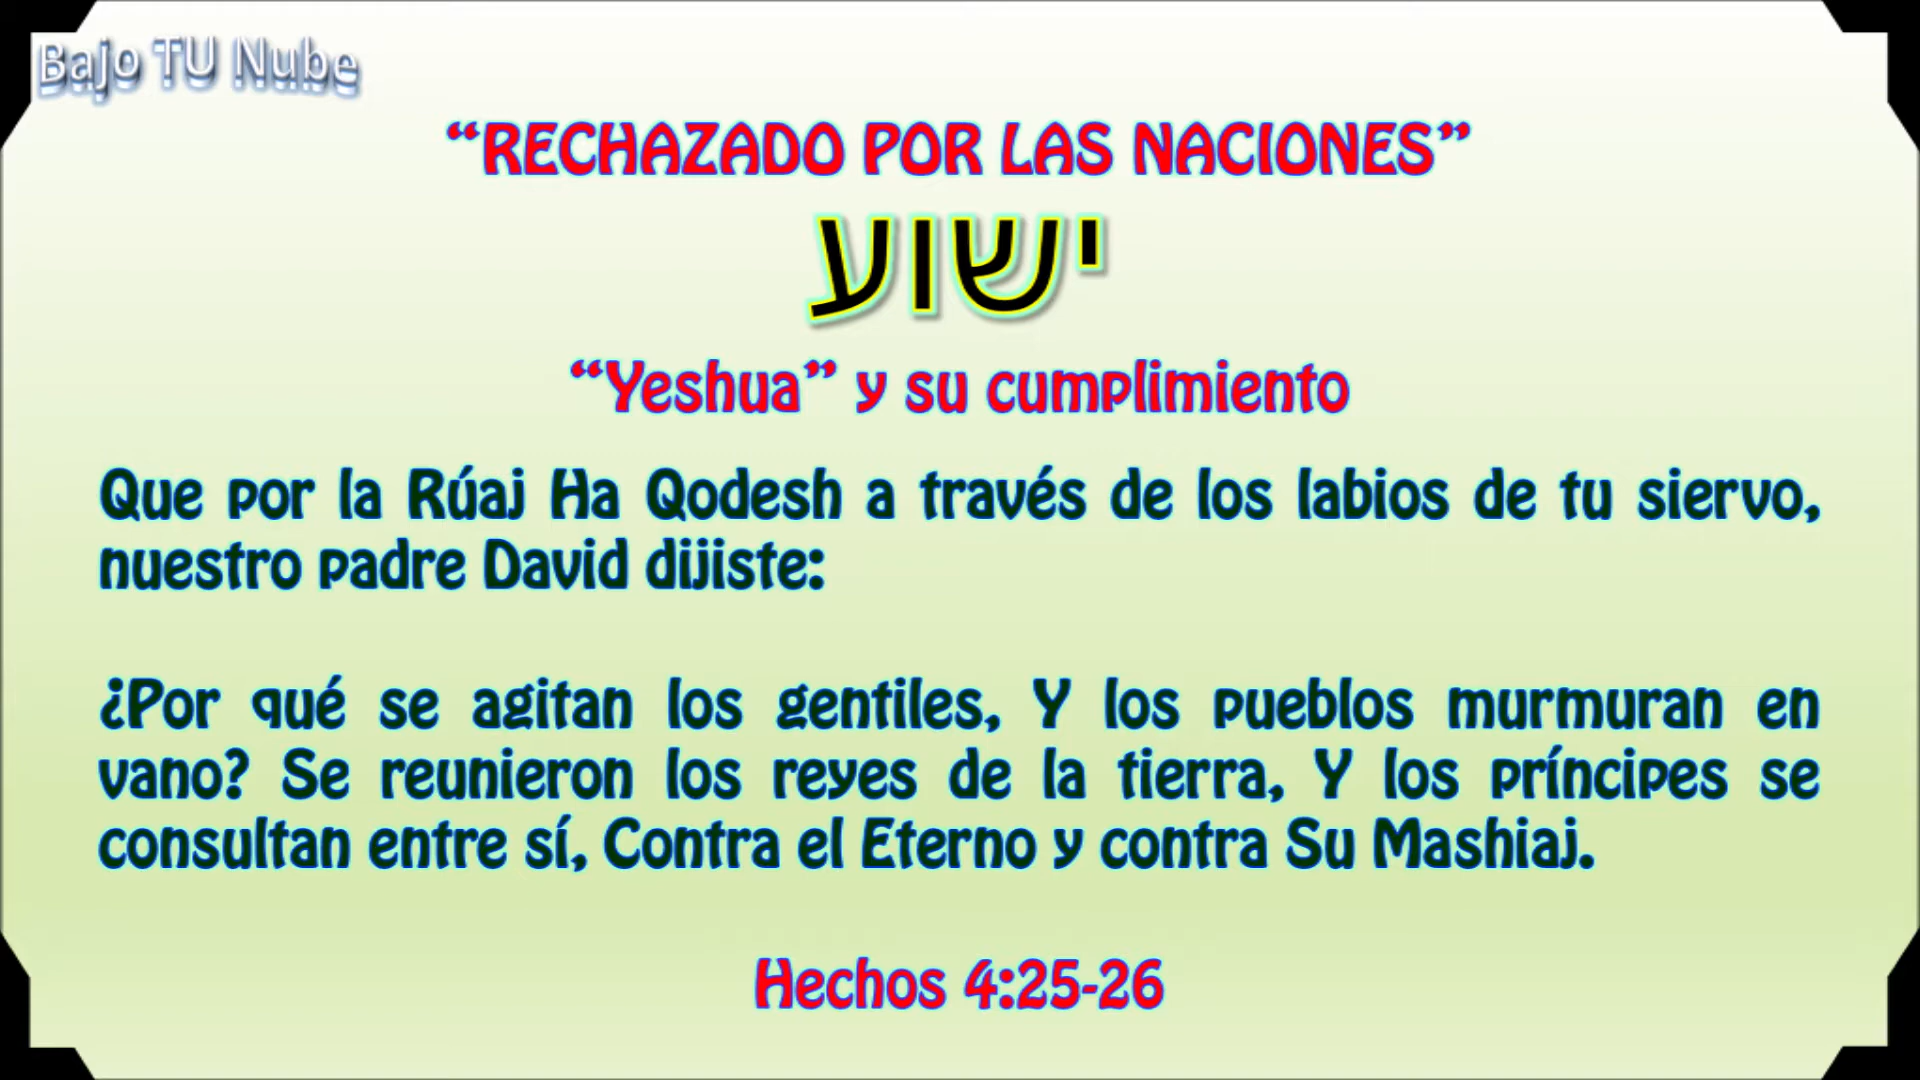 Bajo TU Nube
“RECHAZADO POR LAS NACIONES”
ישוע
“Yeshua” y su cumplimiento
Que por la Rúaj Ha Qodesh a través de los labios de tu siervo,
nuestro padre David dijiste:
¿Por qué se agitan los gentiles, Y los pueblos murmuran en
vano? Se reunieron los reyes de la tierra, Y los príncipes se
consultan entre sí, Contra el Eterno y contra Su Mashiaj.
Hechos 4:25-26